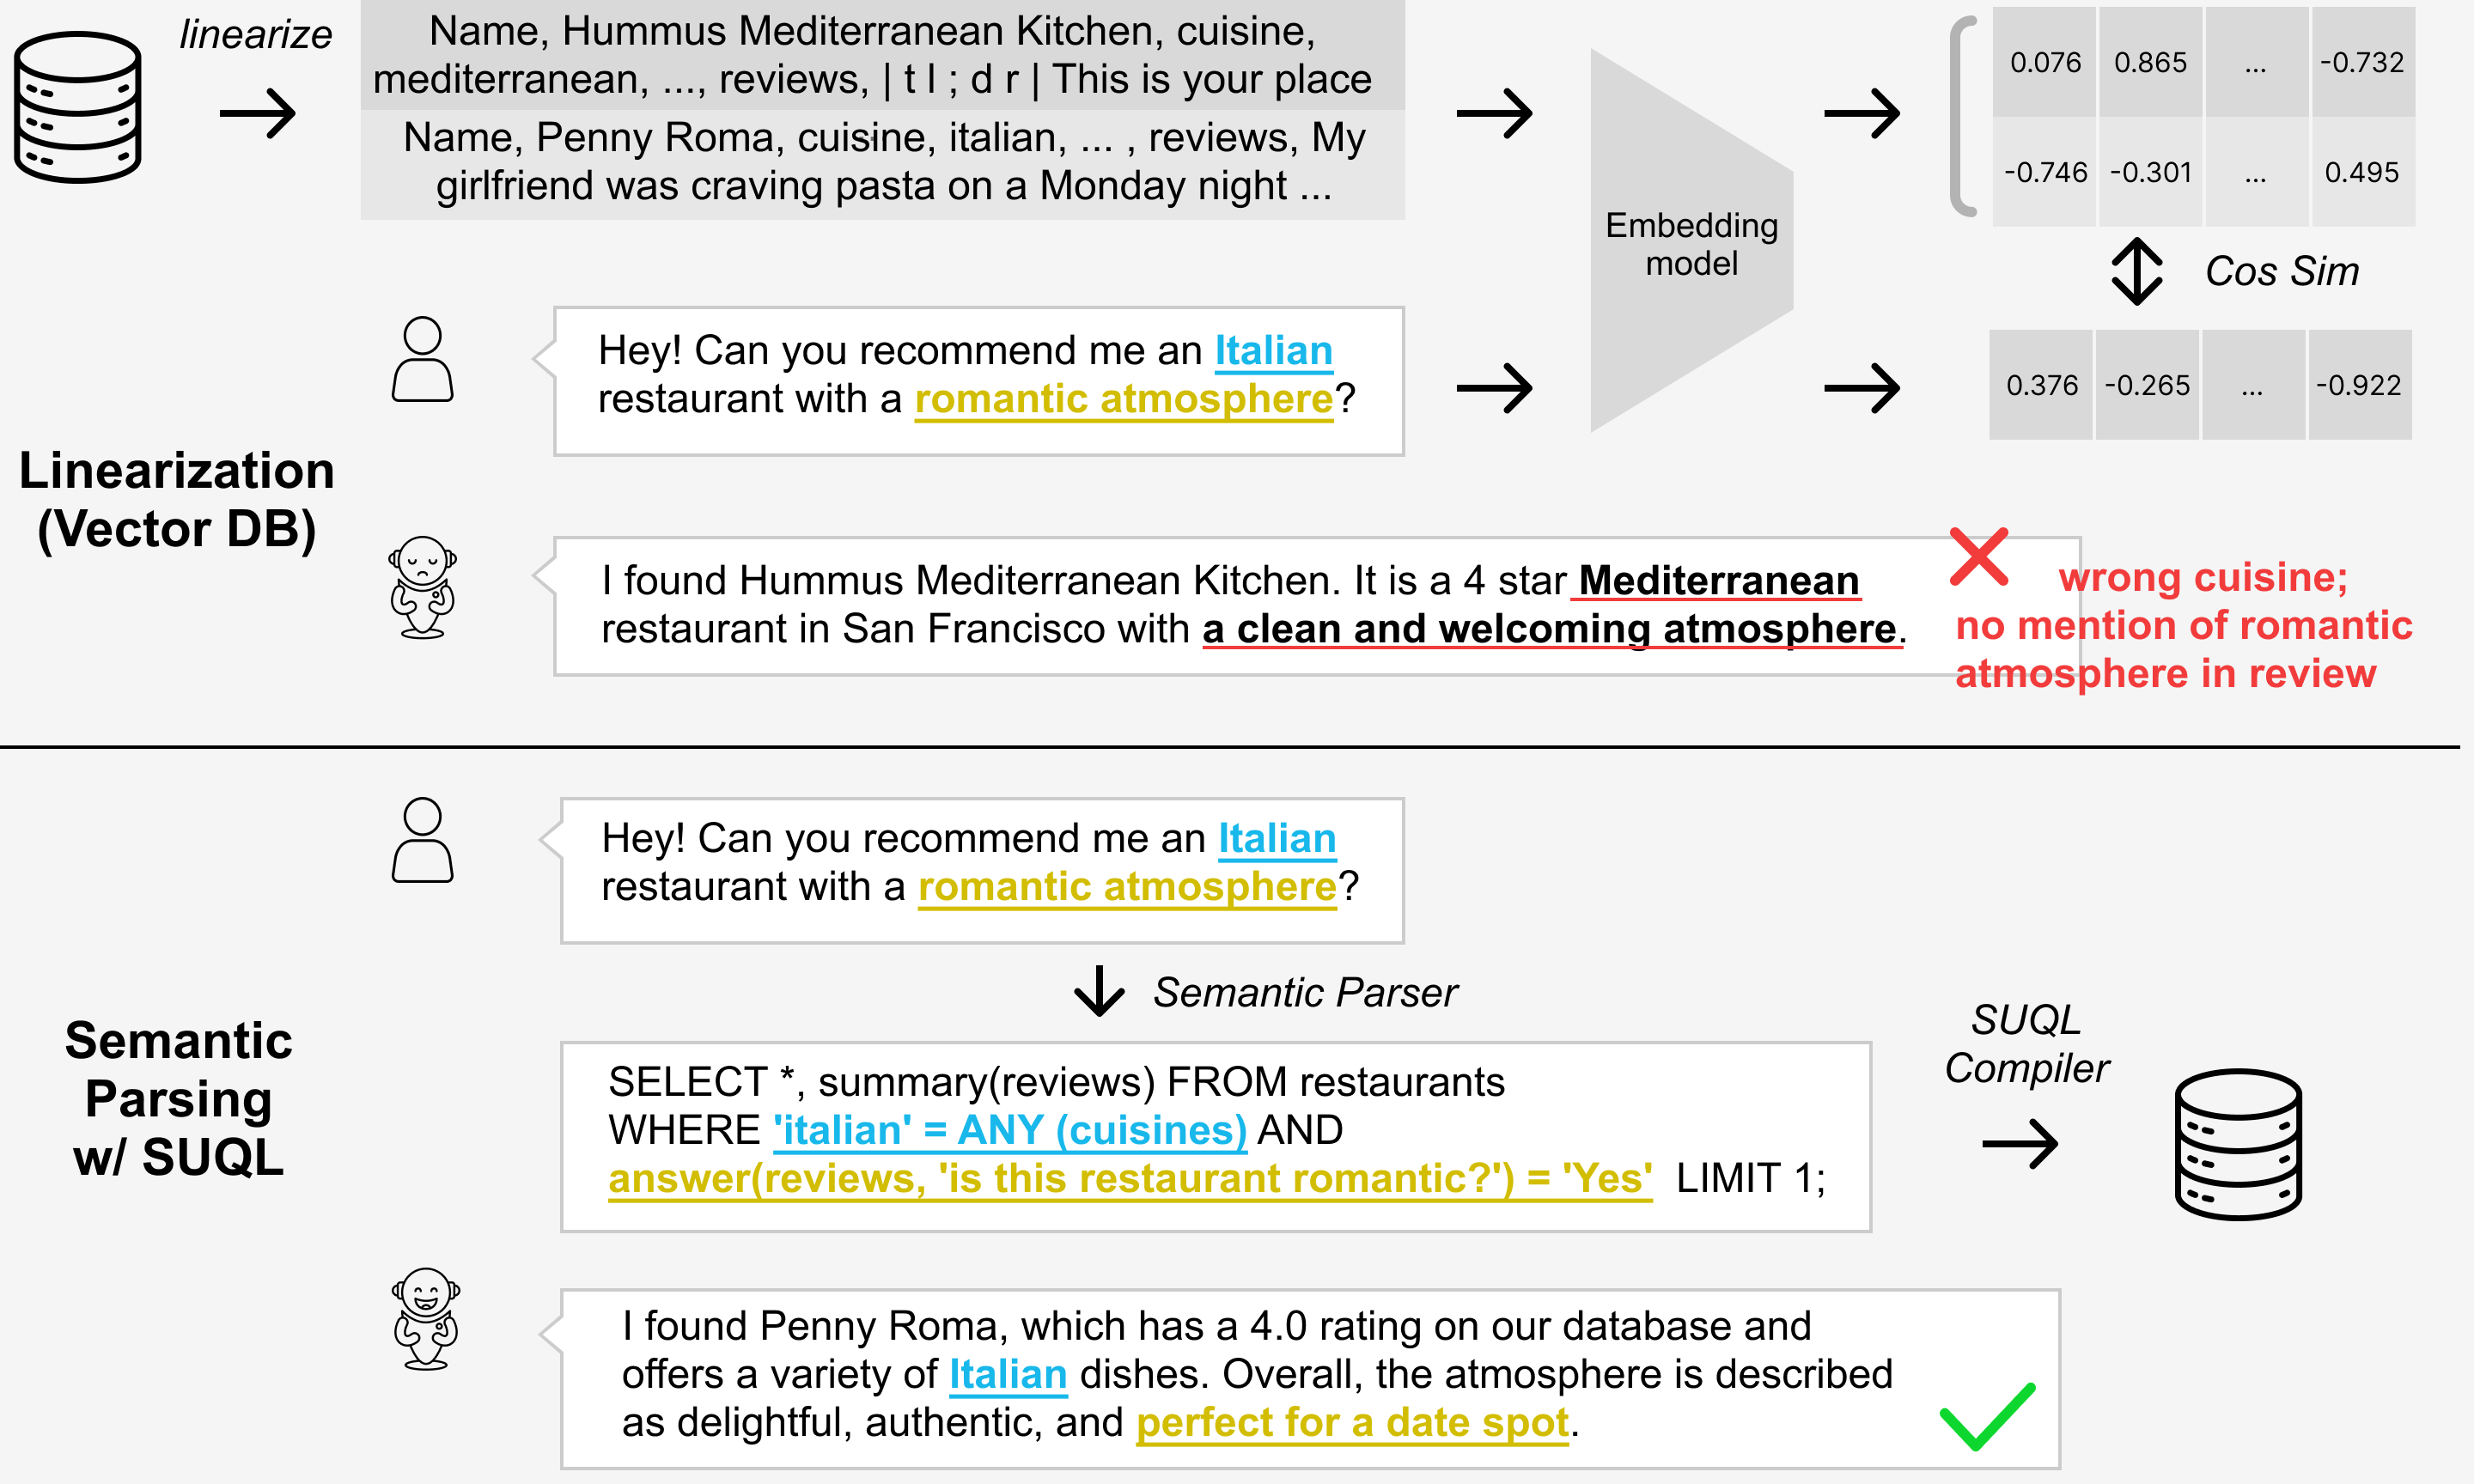 linearize
Name, Hummus Mediterranean Kitchen, cuisine,
mediterranean, ..., reviews, | t l ; d r | This is your place
Name, Penny Roma, cuisine, italian, ... , reviews, My
girlfriend was craving pasta on a Monday night ...
Embedding
model
0.076 0.865 ... -0.732
-0.746 -0.301 ... 0.495
Cos Sim
0.376 -0.265 ... -0.922
Hey! Can you recommend me an Italian
restaurant with a romantic atmosphere?
Linearization
(Vector DB)
I found Hummus Mediterranean Kitchen. It is a 4 star Mediterranean
restaurant in San Francisco with a clean and welcoming atmosphere.
wrong cuisine;
no mention of romantic
atmosphere in review
Hey! Can you recommend me an Italian
restaurant with a romantic atmosphere?
Semantic Parser
Semantic
Parsing
w/ SUQL
SELECT *, summary(reviews) FROM restaurants
WHERE 'italian' = ANY (cuisines) AND
answer(reviews, 'is this restaurant romantic?') = 'Yes' LIMIT 1;
SUQL
Compiler
I found Penny Roma, which has a 4.0 rating on our database and
offers a variety of Italian dishes. Overall, the atmosphere is described
as delightful, authentic, and perfect for a date spot.